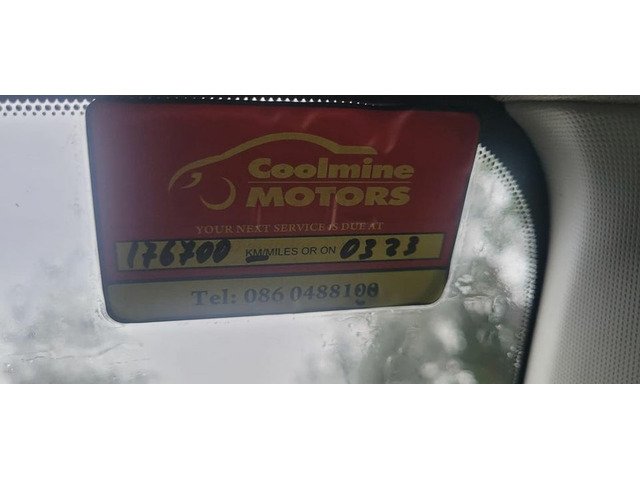 Coolmine
MOTORS
YOUR NEXT SERVICE IS DUE AT
176700 KM/MILES OR ON 03 23
Tel: 086 0488100